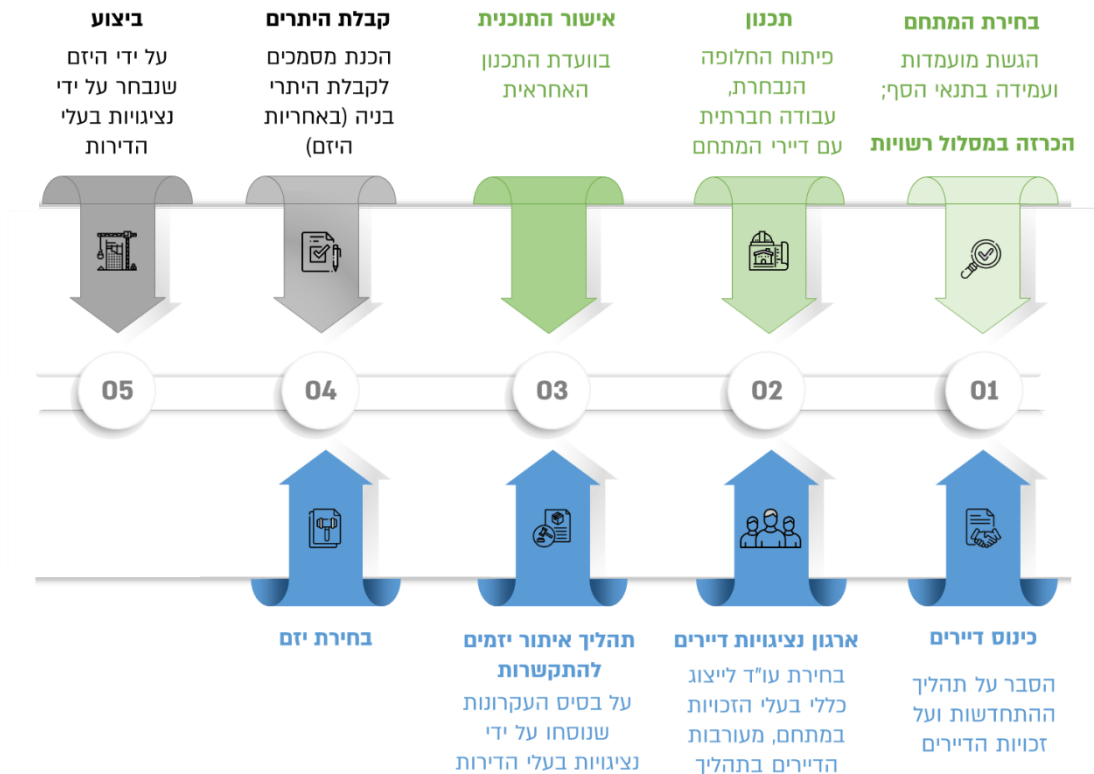 בחירת המתחם
הגשת מועמדות
ועמידה בתנאי הסף;
הכרזה במסלול רשויות
תכנון
פיתוח החלופה
הנבחרת,
עבודה חברתית
עם דיירי המתחם
אישור התוכנית
בוועדת התכנון
האחראית
קבלת היתרים
הכנת מסמכים
לקבלת היתרי
בניה (באחריות
היזם)
ביצוע
על ידי היזם
שנבחר על ידי
נציגויות בעלי
הדירות
01
02
03
04
05
כינוס דיירים
הסבר על תהליך
ההתחדשות ועל
זכויות הדיירים
ארגון נציגויות דיירים
בחירת עו"ד לייצוג
כללי בעלי הזכויות
במתחם, מעורבות
הדיירים בתהליך
תהליך איתור יזמים
להתקשרות
על בסיס העקרונות
שנוסחו על ידי
נציגויות בעלי הדירות
בחירת יזם